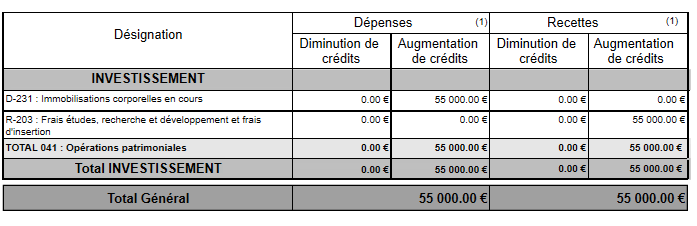 Désignation
Dépenses (1) Recettes (1)
Diminution de crédits Augmentation de crédits Diminution de crédits Augmentation de crédits
INVESTISSEMENT
D-231 : Immobilisations corporelles en cours 0.00 € 55 000.00 € 0.00 € 0.00 €
R-203 : Frais études, recherche et développement et frais
d'insertion 0.00 € 0.00 € 0.00 € 55 000.00 €
TOTAL 041 : Opérations patrimoniales 0.00 € 55 000.00 € 0.00 € 55 000.00 €
Total INVESTISSEMENT 0.00 € 55 000.00 € 0.00 € 55 000.00 €
Total Général 55 000.00 € 55 000.00 €